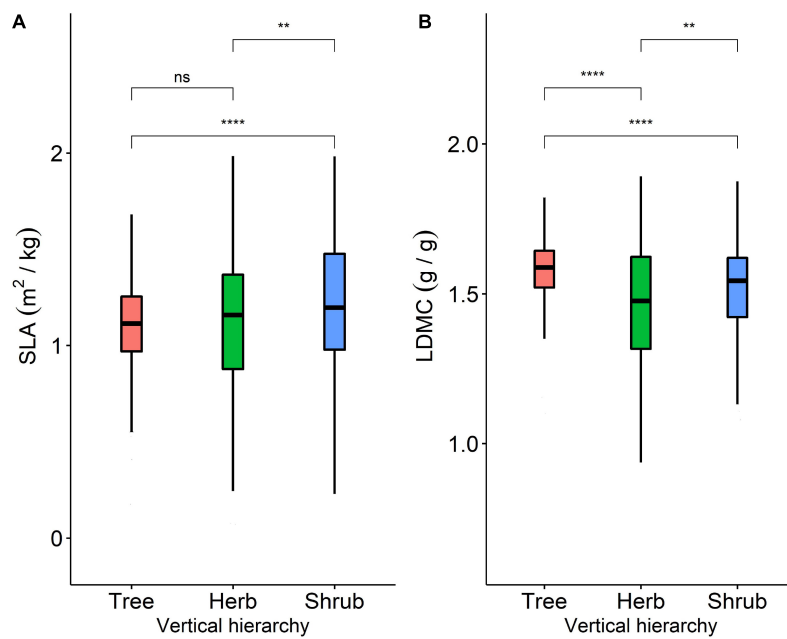 A
**
ns
****
2
1
0
SLA (m² / kg)
Tree Herb Shrub
Vertical hierarchy
B
**
****
****
2.0
1.5
1.0
LDMC (g / g)
Tree Herb Shrub
Vertical hierarchy